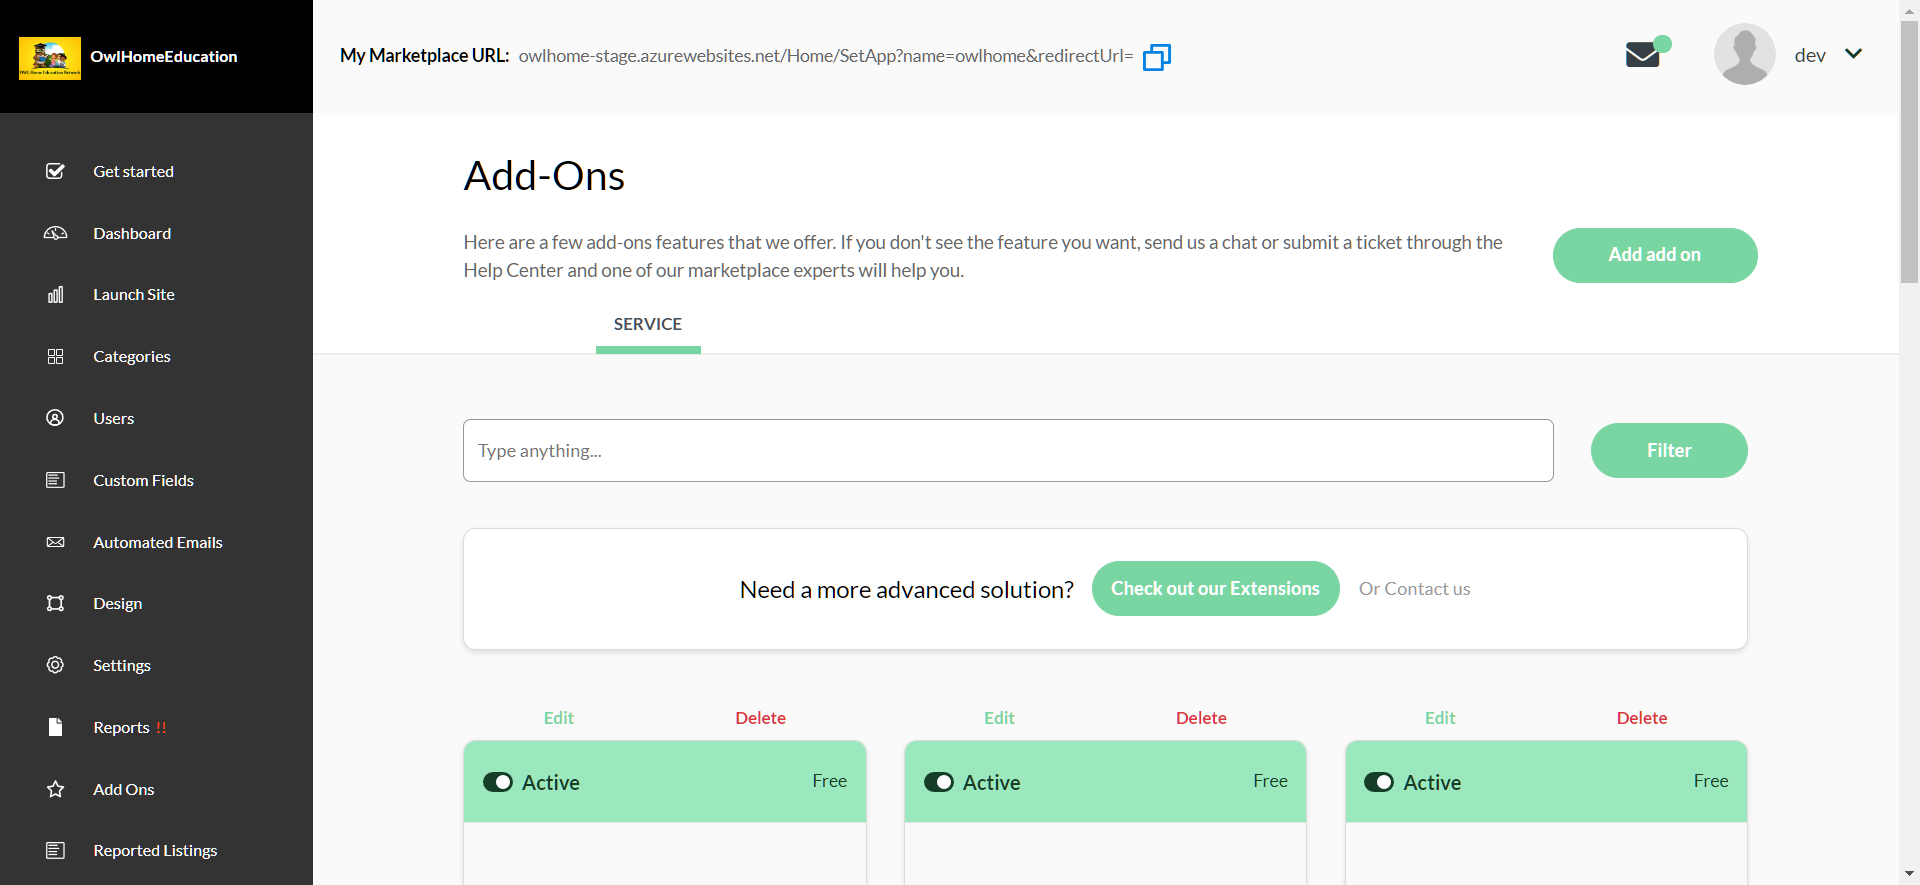 OwlHomeEducation
My Marketplace URL: owlhome-stage.azurewebsites.net/Home/SetApp?name=owlhome&redirectUrl=
dev
Get started
Dashboard
Launch Site
Categories
Users
Custom Fields
Automated Emails
Design
Settings
Reports !!
Add Ons
Reported Listings
Add-Ons
Here are a few add-ons features that we offer. If you don't see the feature you want, send us a chat or submit a ticket through the
Help Center and one of our marketplace experts will help you.
Add add on
SERVICE
Type anything...
Filter
Need a more advanced solution? Check out our Extensions Or Contact us
Edit Delete Edit Delete Edit Delete
Active Free Active Free Active Free